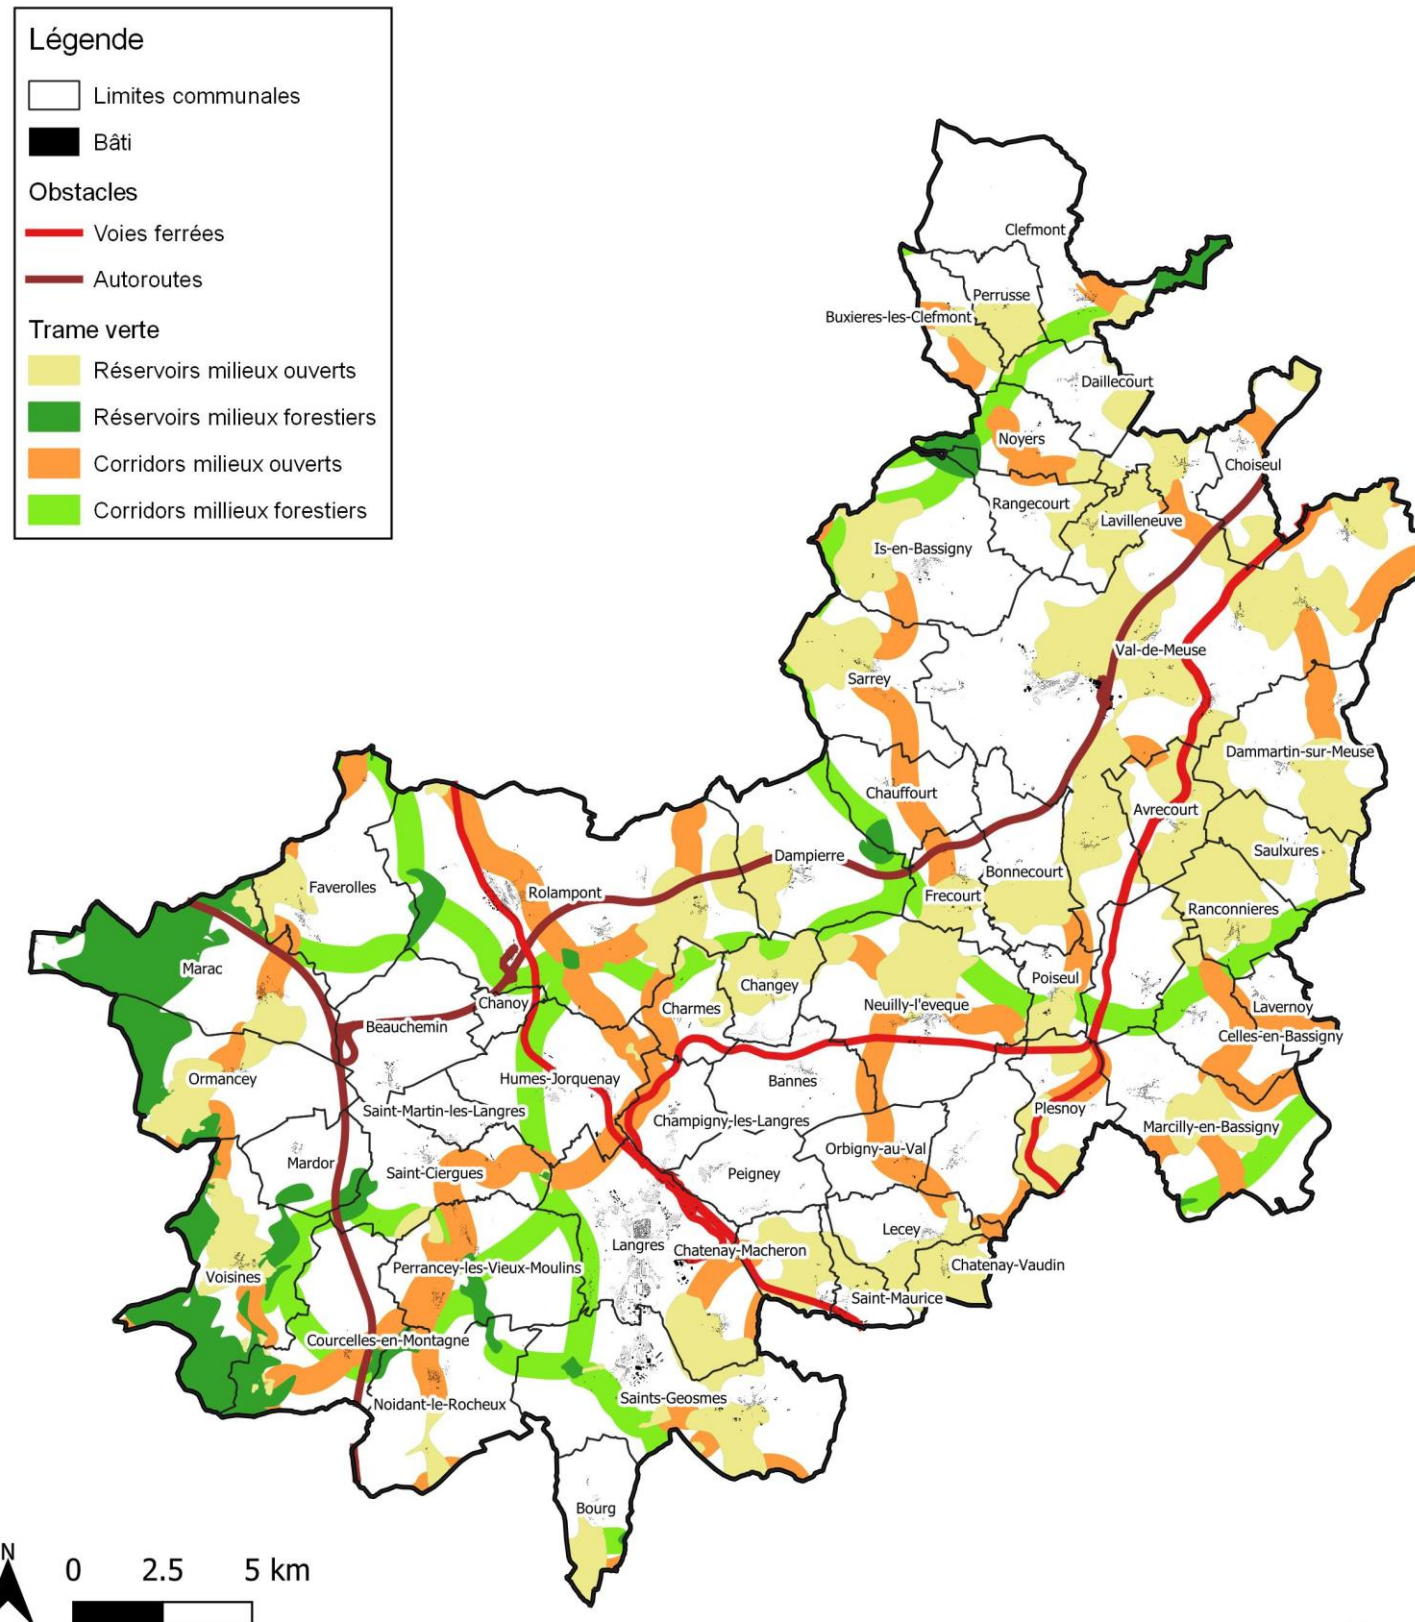 Légende
Limites communales
Bâti
Obstacles
Voies ferrées
Autoroutes
Trame verte
Réservoirs milieux ouverts
Réservoirs milieux forestiers
Corridors milieux ouverts
Corridors millieux forestiers
Clefmont
Perrusse
Buxieres-les-Clefmont
Daillecourt
Noyers
Choiseul
Rangecourt
Lavilleneuve
Is-en-Bassigny
Val-de-Meuse
Sarrey
Dammartin-sur-Meuse
Chauffourt
Avrecourt
Saulxures
Dampierre
Bonnecourt
Faverolles
Rolampont
Frecourt
Ranconnieres
Marac
Poiseul
Changey
Chanoy
Charmes
Neuilly-l'eveque
Lavernoy
Beauchemin
Celles-en-Bassigny
Ormancey
Humes-Jorquenay
Bannes
Saint-Martin-les-Langres
Plesnoy
Champigny-les-Langres
Marcilly-en-Bassigny
Orbigny-au-Val
Mardor
Saint-Ciergues
Peigney
Lecey
Langres
Chatenay-Macheron
Chatenay-Vaudin
Voisines
Perrancey-les-Vieux-Moulins
Saint-Maurice
Courcelles-en-Montagne
Noidant-le-Rocheux
Saints-Geosmes
Bourg
N
0 2.5 5 km